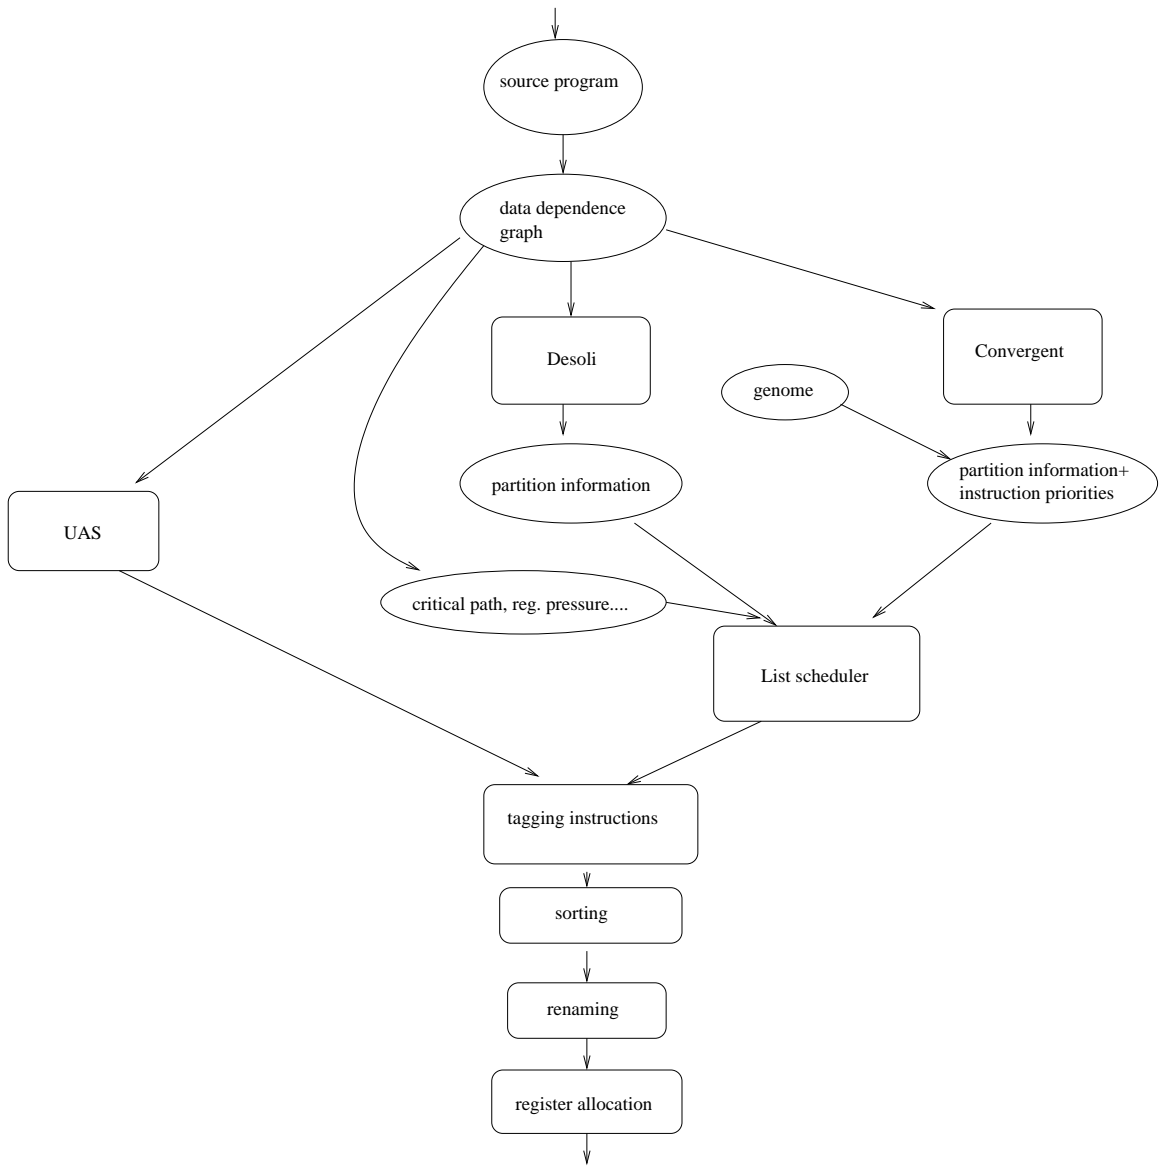 source program
data dependence
graph
Desoli
Convergent
genome
partition information
partition information+
instruction priorities
UAS
critical path, reg. pressure....
List scheduler
tagging instructions
sorting
renaming
register allocation